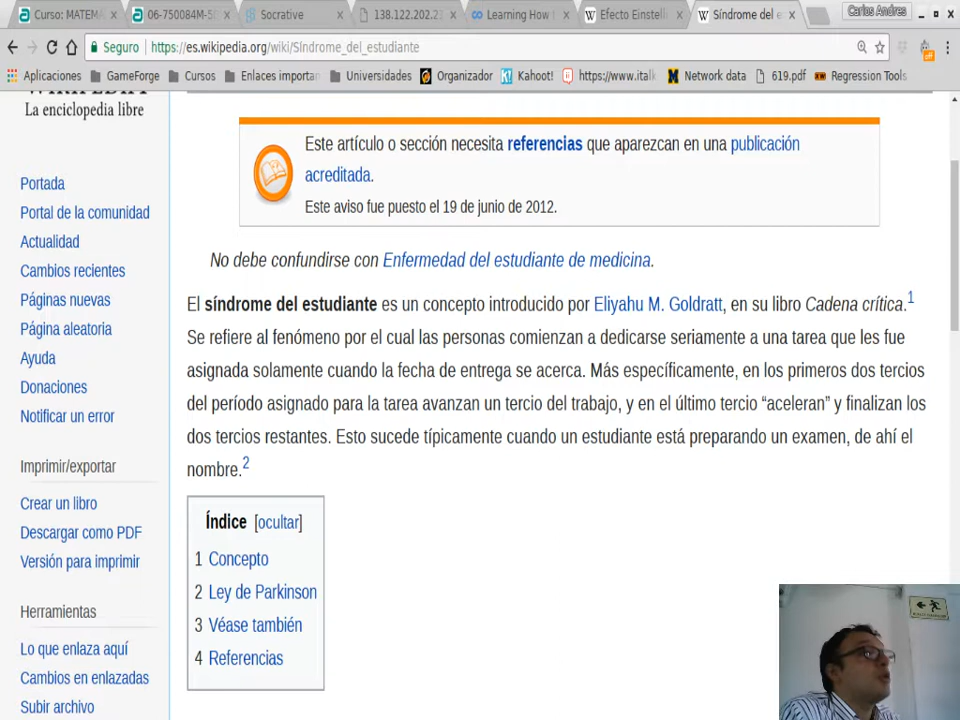 Curso: MATEMÁ
06-750084M-5
Socrative
138.122.202.23
Learning How
Efecto Einstell
Síndrome del e
Carlos Andres
Seguro
https://es.wikipedia.org/wiki/Síndrome_del_estudiante
Aplicaciones
GameForge
Cursos
Enlaces importan
Universidades
Organizador
Kahoot!
https://www.italk
Network data
619.pdf
Regression Tools
WIKIPEDIA
La enciclopedia libre
Portada
Portal de la comunidad
Actualidad
Cambios recientes
Páginas nuevas
Página aleatoria
Ayuda
Donaciones
Notificar un error
Imprimir/exportar
Crear un libro
Descargar como PDF
Versión para imprimir
Herramientas
Lo que enlaza aquí
Cambios en enlazadas
Subir archivo
Este artículo o sección necesita referencias que aparezcan en una publicación
acreditada.
Este aviso fue puesto el 19 de junio de 2012.
No debe confundirse con Enfermedad del estudiante de medicina.
El síndrome del estudiante es un concepto introducido por Eliyahu M. Goldratt, en su libro Cadena crítica.1
Se refiere al fenómeno por el cual las personas comienzan a dedicarse seriamente a una tarea que les fue
asignada solamente cuando la fecha de entrega se acerca. Más específicamente, en los primeros dos tercios
del período asignado para la tarea avanzan un tercio del trabajo, y en el último tercio “aceleran” y finalizan los
dos tercios restantes. Esto sucede típicamente cuando un estudiante está preparando un examen, de ahí el
nombre.2
Índice [ocultar]
1 Concepto
2 Ley de Parkinson
3 Véase también
4 Referencias